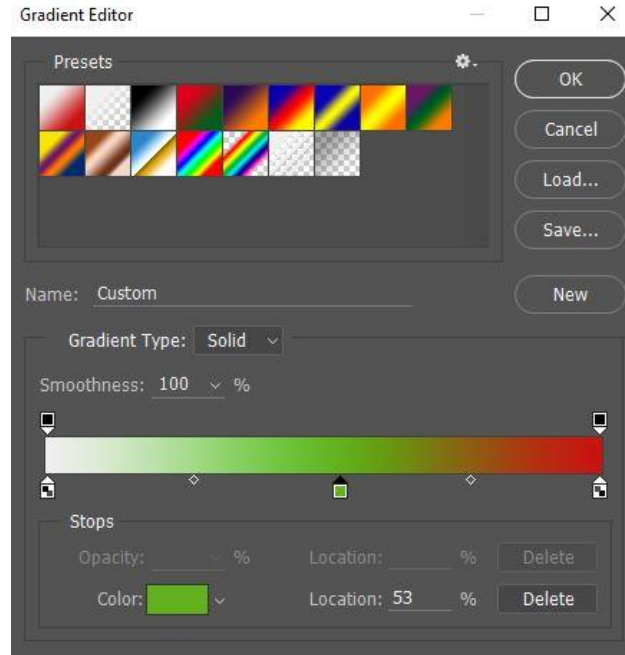 Gradient Editor
Presets
OK
Cancel
Load...
Save...
Name: Custom
New
Gradient Type: Solid
Smoothness: 100 %
Stops
Opacity: % Location: % Delete
Color: Location: 53 % Delete